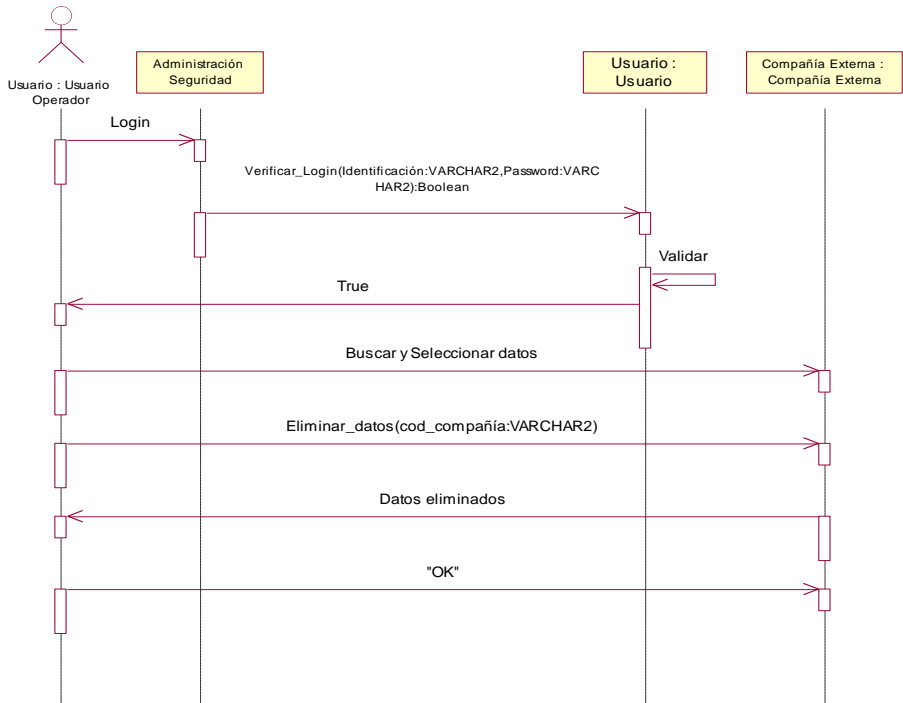 Usuario : Usuario
Operador
Administración
Seguridad
Usuario :
Usuario
Compañía Externa :
Compañía Externa
Login
Verificar_Login(Identificación:VARCHAR2,Password:VARC
HAR2):Boolean
Validar
True
Buscar y Seleccionar datos
Eliminar_datos(cod_compañía:VARCHAR2)
Datos eliminados
"OK"